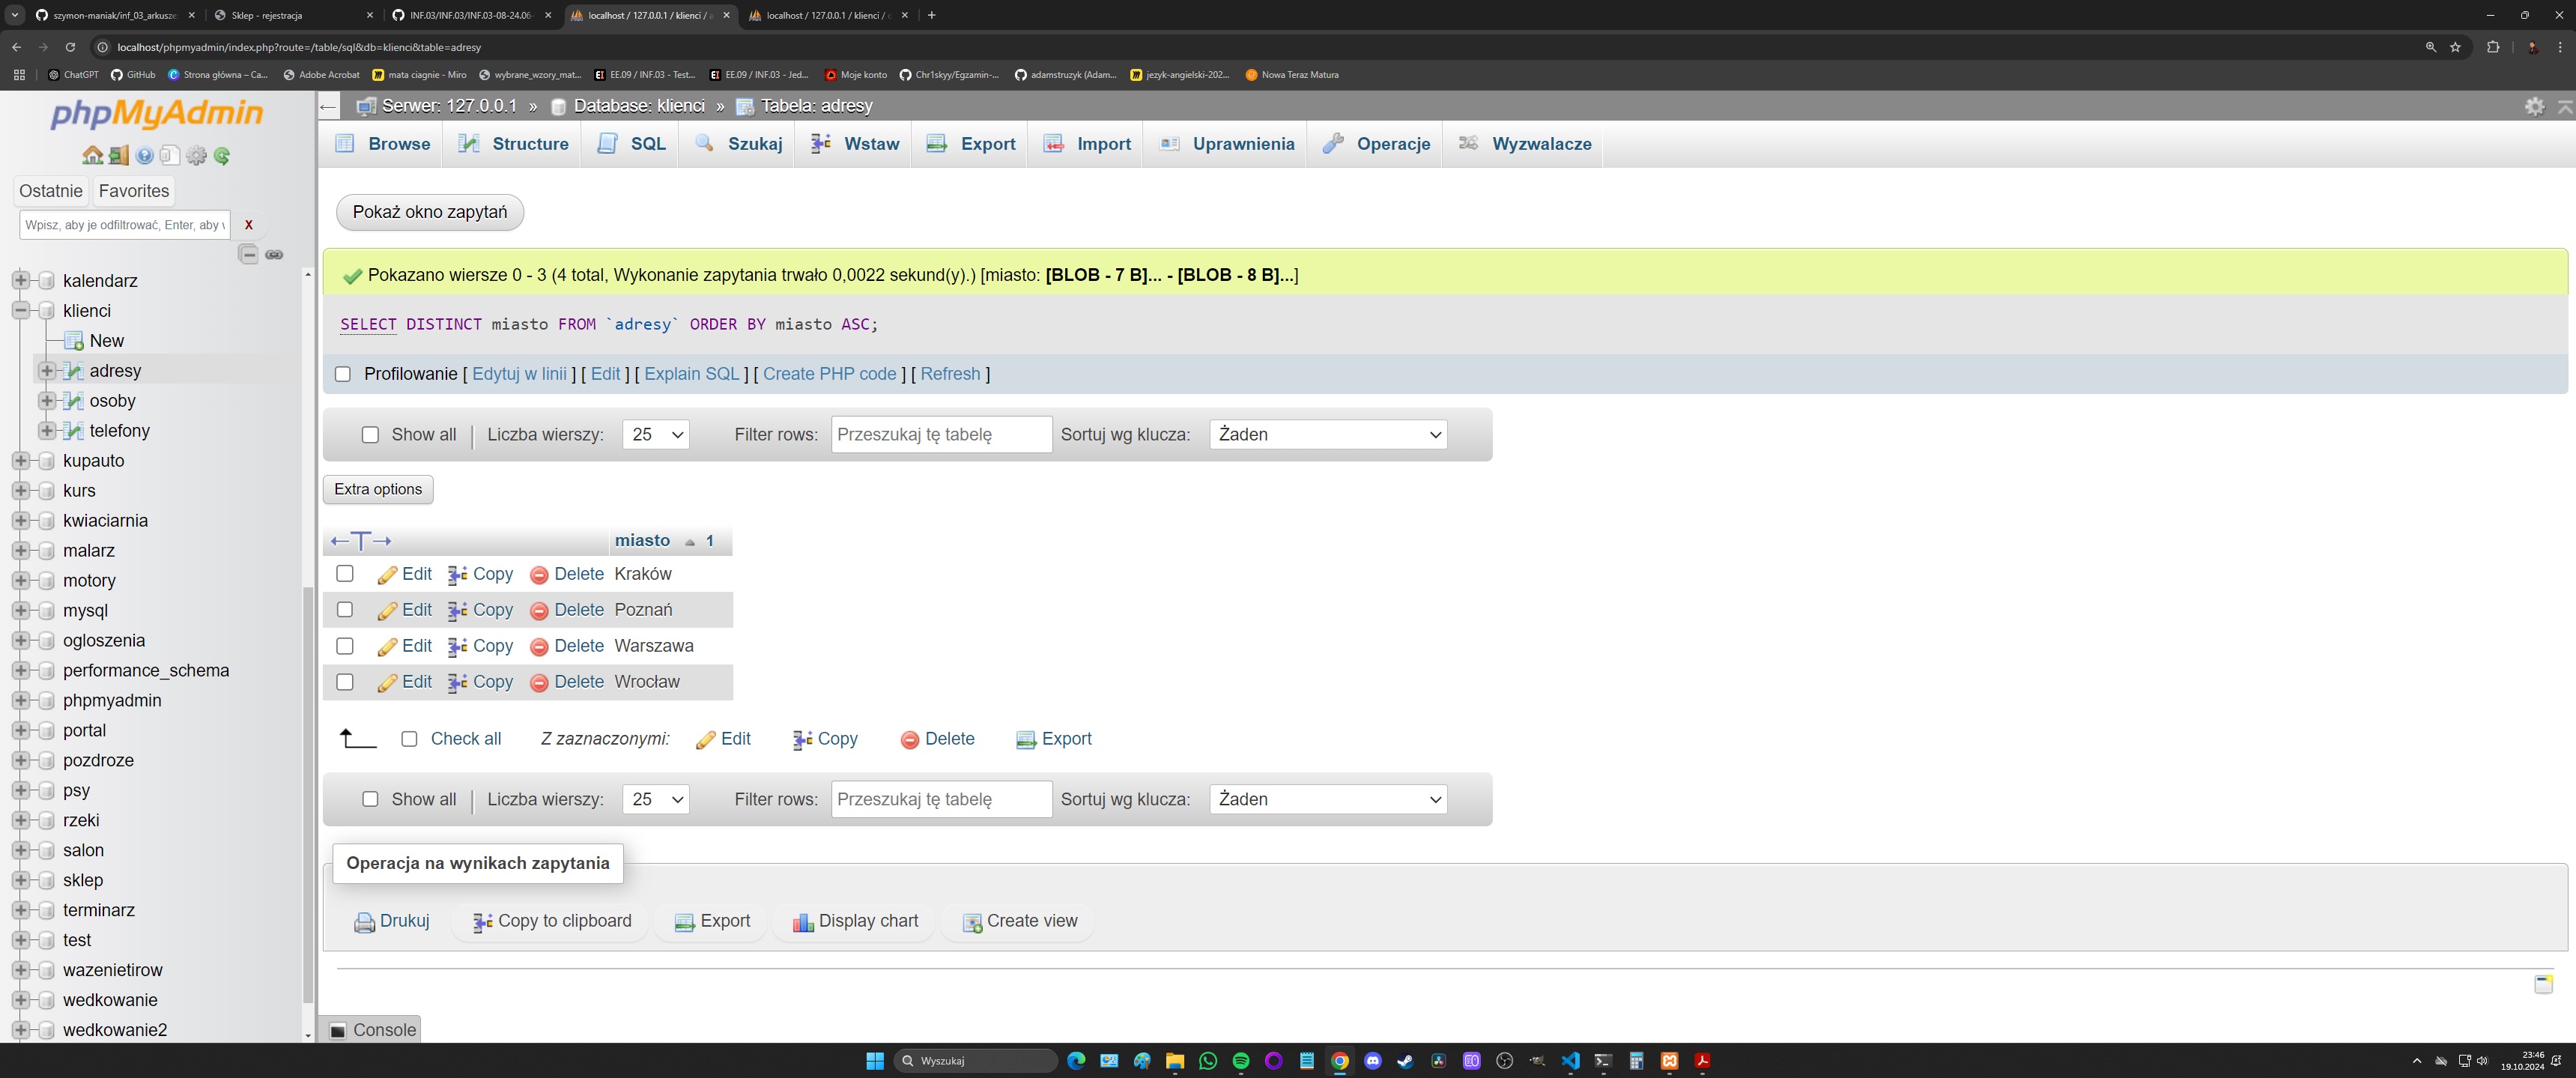 szymon-maniak/inf_03_arkusze
Sklep - rejestracja
INF.03/INF.03/INF.03-08-24.06-
localhost / 127.0.0.1 / klienci / a
localhost / 127.0.0.1 / klienci / o
localhost/phpmyadmin/index.php?route=/table/sql&db=klienci&table=adresy
ChatGPT GitHub Strona główna – Ca... Adobe Acrobat mata ciagnie - Miro wybrane_wzory_mat... EE.09 / INF.03 - Test... EE.09 / INF.03 - Jed... Moje konto Chr1skyy/Egzamin-... adamstruzyk (Adam... jezyk-angielski-202... Nowa Teraz Matura
phpMyAdmin
Ostatnie Favorites
Wpisz, aby je odfiltrować, Enter, aby w X
kalendarz
klienci
New
adresy
osoby
telefony
kupauto
kurs
kwiaciarnia
malarz
motory
mysql
ogloszenia
performance_schema
phpmyadmin
portal
pozdroze
psy
rzeki
salon
sklep
terminarz
test
wazenietirow
wedkowanie
wedkowanie2
Serwer: 127.0.0.1 » Database: klienci » Tabela: adresy
Browse Structure SQL Szukaj Wstaw Export Import Uprawnienia Operacje Wyzwalacze
Pokaż okno zapytań
Pokazano wiersze 0 - 3 (4 total, Wykonanie zapytania trwało 0,0022 sekund(y).) [miasto: [BLOB - 7 B]... - [BLOB - 8 B]...]
SELECT DISTINCT miasto FROM `adresy` ORDER BY miasto ASC;
Profilowanie [ Edytuj w linii ] [ Edit ] [ Explain SQL ] [ Create PHP code ] [ Refresh ]
Show all Liczba wierszy: 25 Filter rows: Przeszukaj tę tabelę Sortuj wg klucza: Żaden
Extra options
miasto 1
Edit Copy Delete Kraków
Edit Copy Delete Poznań
Edit Copy Delete Warszawa
Edit Copy Delete Wrocław
Check all Z zaznaczonymi: Edit Copy Delete Export
Show all Liczba wierszy: 25 Filter rows: Przeszukaj tę tabelę Sortuj wg klucza: Żaden
Operacja na wynikach zapytania
Drukuj Copy to clipboard Export Display chart Create view
Console
Wyszukaj
23:46
19.10.2024